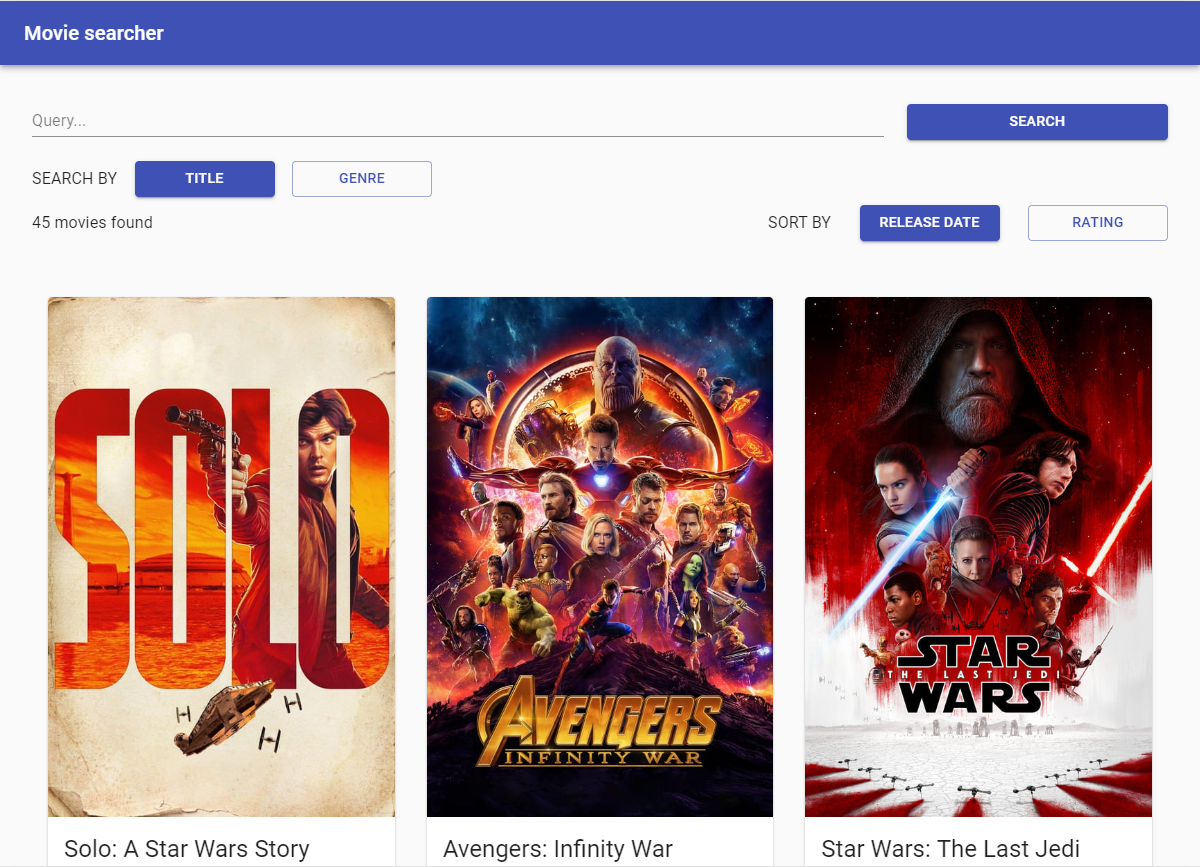 Movie searcher
Query...
SEARCH
SEARCH BY
TITLE
GENRE
45 movies found
SORT BY
RELEASE DATE
RATING
SOLO
AVENGERS
INFINITY WAR
STAR
THE LAST JEDI
WARS
Solo: A Star Wars Story
Avengers: Infinity War
Star Wars: The Last Jedi